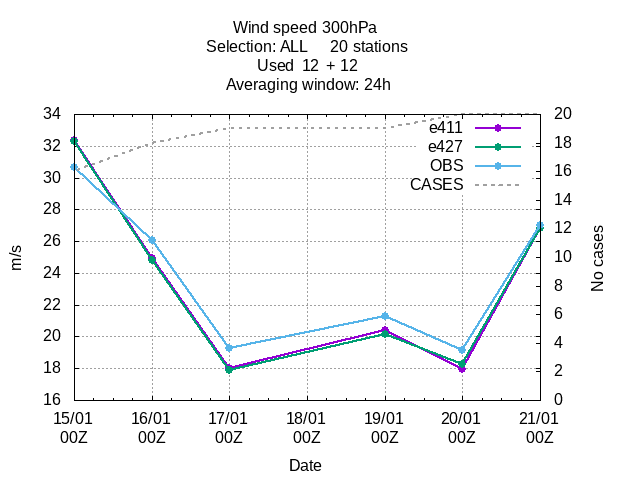 Wind speed 300hPa
Selection: ALL     20 stations
Used  12 + 12
Averaging window: 24h
34
32
30
28
26
24
22
20
18
16
m/s
20
18
16
14
12
10
8
6
4
2
0
No cases
e411
e427
OBS
CASES
15/01 16/01 17/01 18/01 19/01 20/01 21/01
00Z 00Z 00Z 00Z 00Z 00Z 00Z
Date